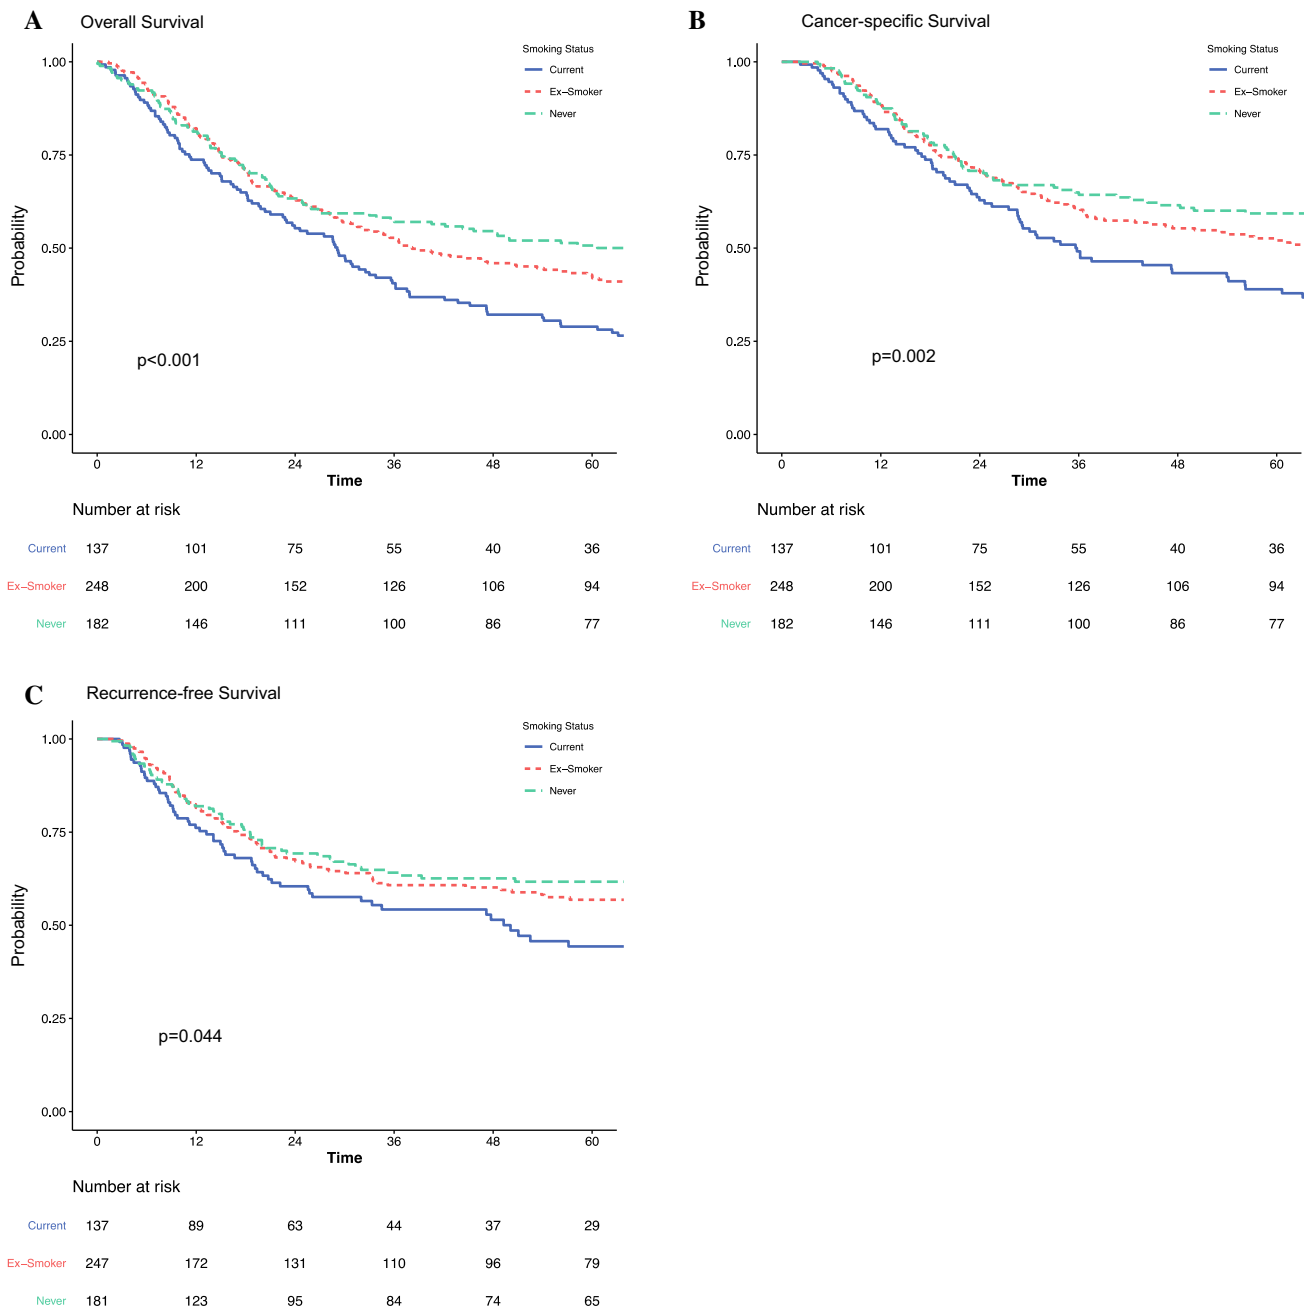 A Overall Survival
Smoking Status
Current
Ex–Smoker
Never
1.00
0.75
0.50
0.25
0.00
Probability
p<0.001
0 12 24 36 48 60
Time
Number at risk
Current 137 101 75 55 40 36
Ex–Smoker 248 200 152 126 106 94
Never 182 146 111 100 86 77
B Cancer-specific Survival
Smoking Status
Current
Ex–Smoker
Never
1.00
0.75
0.50
0.25
0.00
Probability
p=0.002
0 12 24 36 48 60
Time
Number at risk
Current 137 101 75 55 40 36
Ex–Smoker 248 200 152 126 106 94
Never 182 146 111 100 86 77
C Recurrence-free Survival
Smoking Status
Current
Ex–Smoker
Never
1.00
0.75
0.50
0.25
0.00
Probability
p=0.044
0 12 24 36 48 60
Time
Number at risk
Current 137 89 63 44 37 29
Ex–Smoker 247 172 131 110 96 79
Never 181 123 95 84 74 65